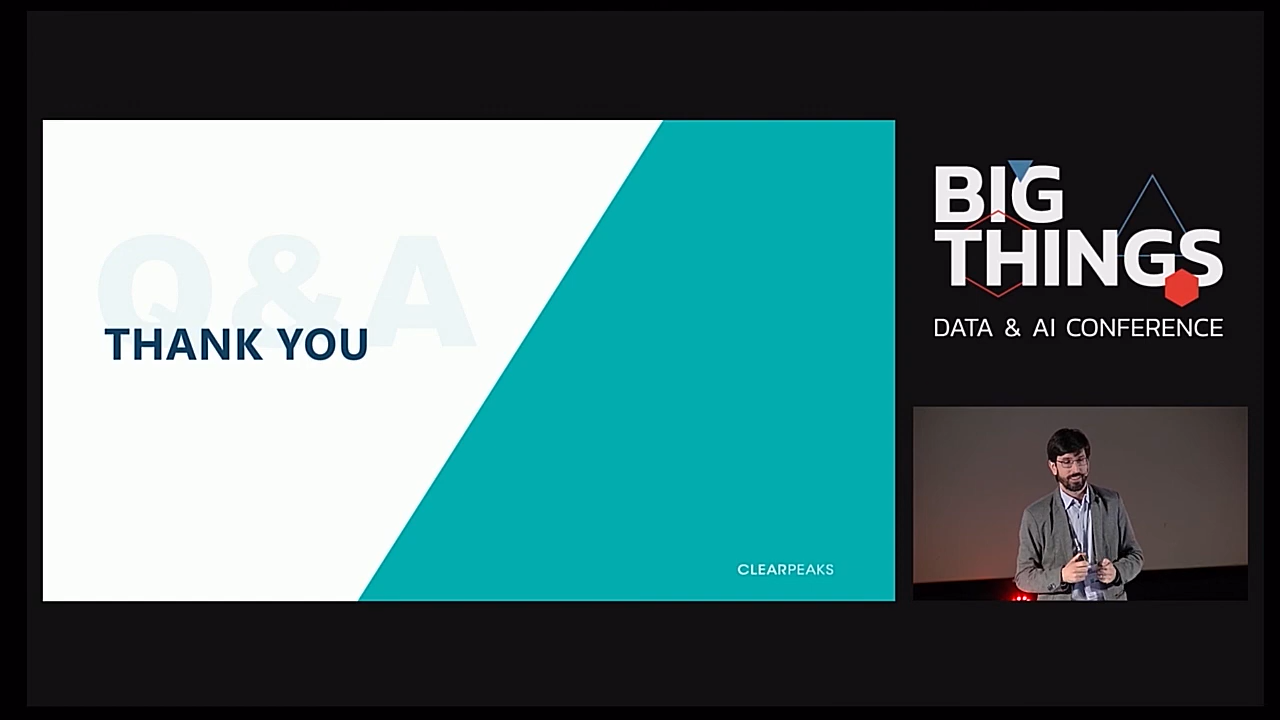 Q&A
THANK YOU
CLEARPEAKS
BIG
THINGS
DATA & AI CONFERENCE